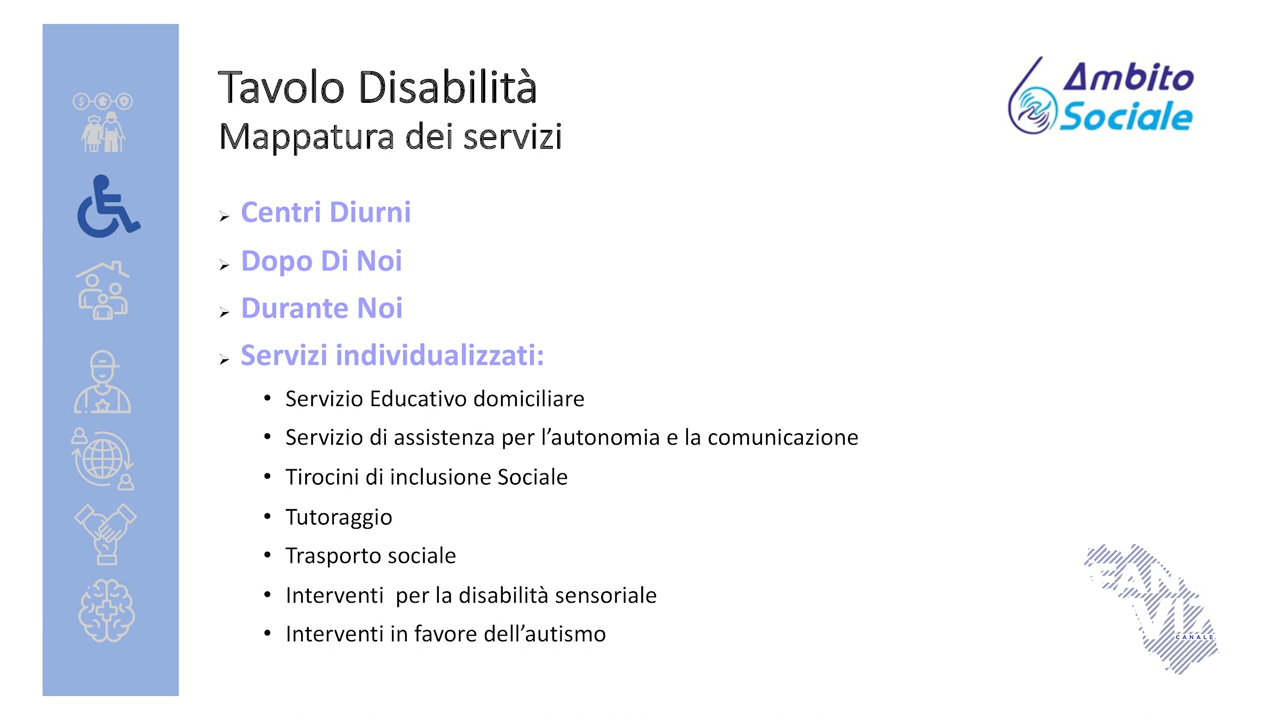 Tavolo Disabilità
Mappatura dei servizi
Ambito
Sociale
Centri Diurni
Dopo Di Noi
Durante Noi
Servizi individualizzati:
Servizio Educativo domiciliare
Servizio di assistenza per l’autonomia e la comunicazione
Tirocini di inclusione Sociale
Tutoraggio
Trasporto sociale
Interventi per la disabilità sensoriale
Interventi in favore dell’autismo
CANALE